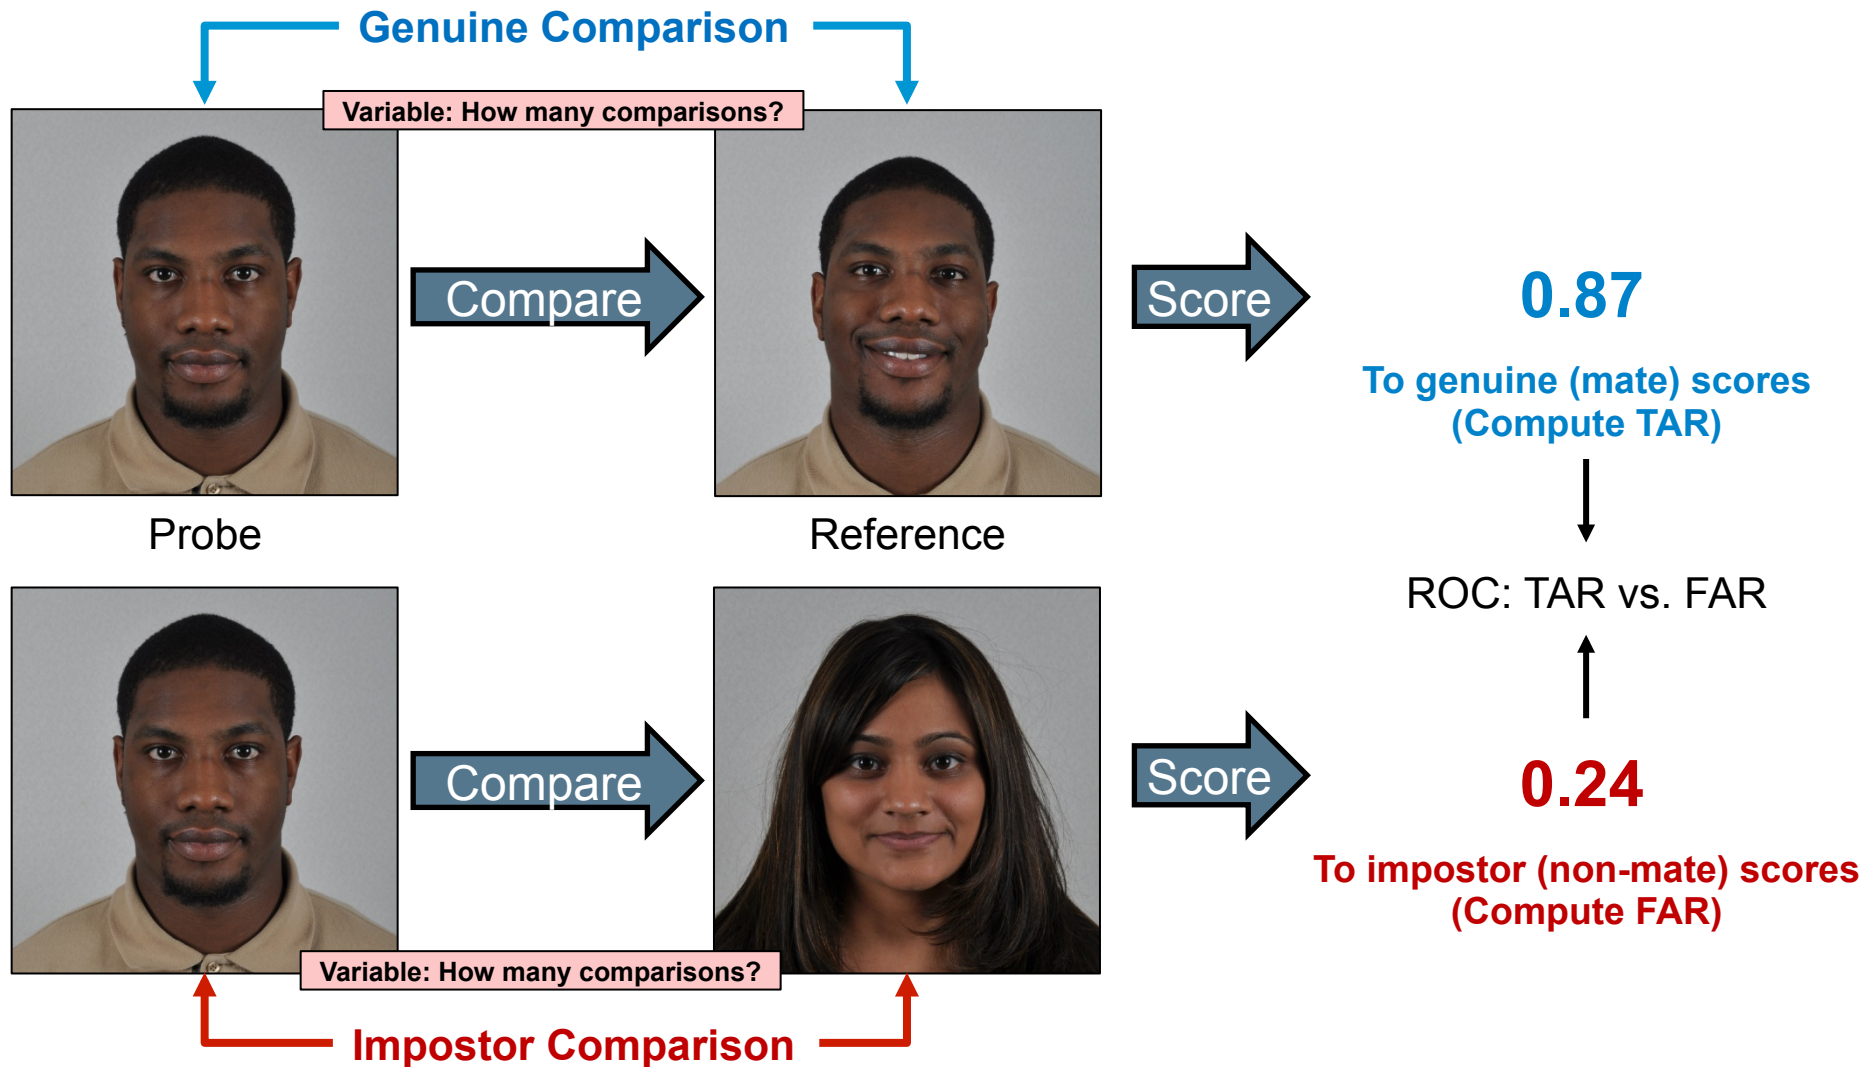 Genuine Comparison
Variable: How many comparisons?
Compare
Score
0.87
To genuine (mate) scores
(Compute TAR)
Probe
Reference
ROC: TAR vs. FAR
Compare
Score
0.24
To impostor (non-mate) scores
(Compute FAR)
Variable: How many comparisons?
Impostor Comparison